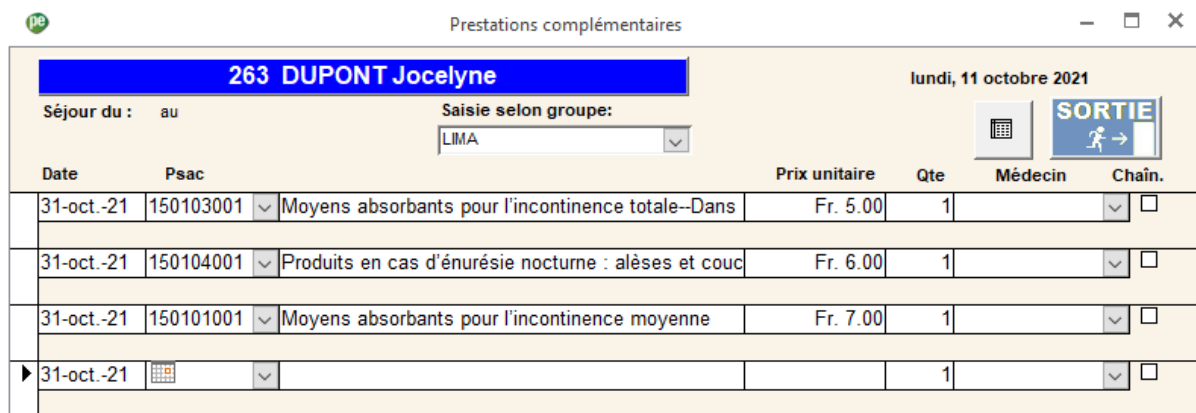 pe Prestations complémentaires
263 DUPONT Jocelyne
lundi, 11 octobre 2021
Séjour du : au
Saisie selon groupe:
LIMA
SORTIE
Date Psac Prix unitaire Qte Médecin Chaîn.
31-oct.-21 150103001 Moyens absorbants pour l’incontinence totale--Dans Fr. 5.00 1
31-oct.-21 150104001 Produits en cas d’énurésie nocturne : alèses et couc Fr. 6.00 1
31-oct.-21 150101001 Moyens absorbants pour l’incontinence moyenne Fr. 7.00 1
31-oct.-21 1